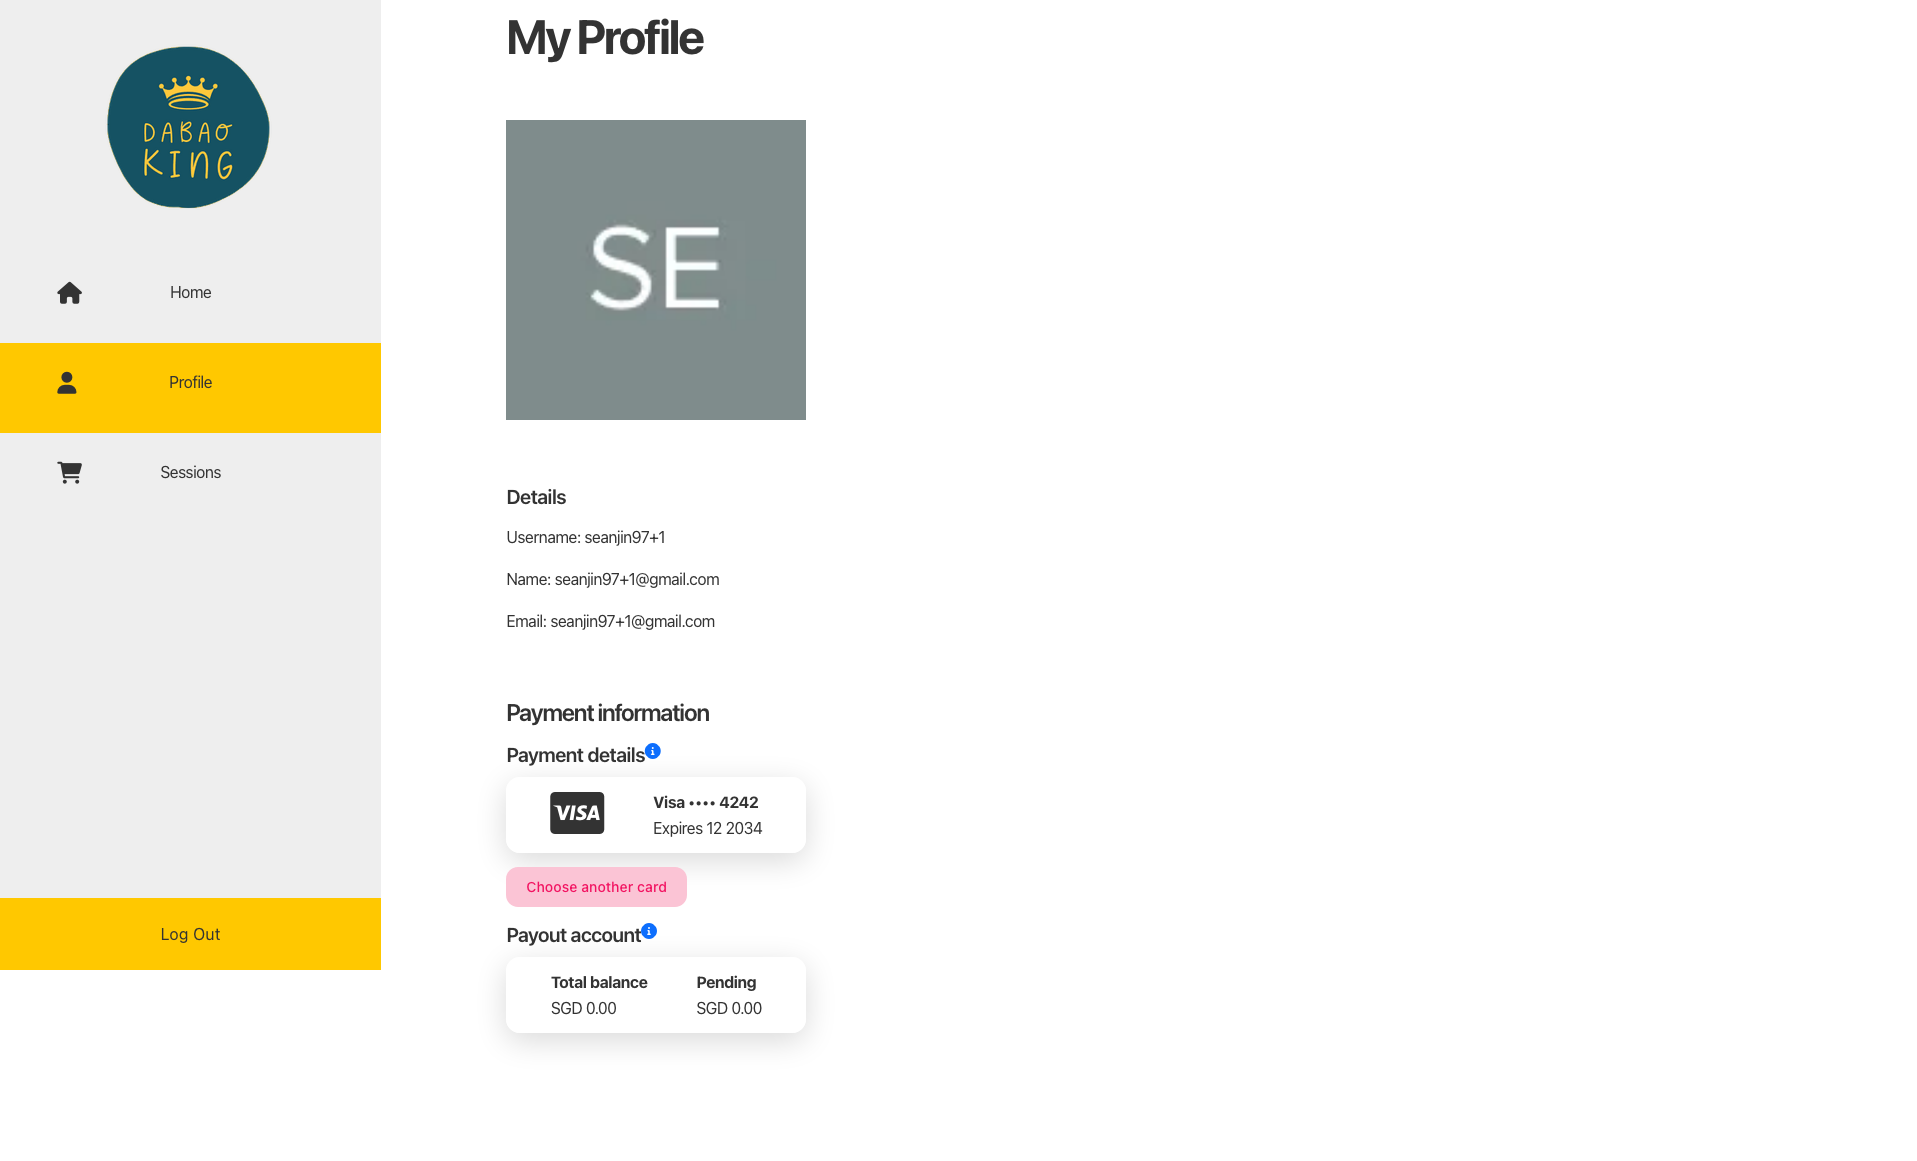 DABAO
KING
Home
Profile
Sessions
Log Out
My Profile
SE
Details
Username: seanjin97+1
Name: seanjin97+1@gmail.com
Email: seanjin97+1@gmail.com
Payment information
Payment details
VISA
Visa •••• 4242
Expires 12 2034
Choose another card
Payout account
Total balance
SGD 0.00
Pending
SGD 0.00